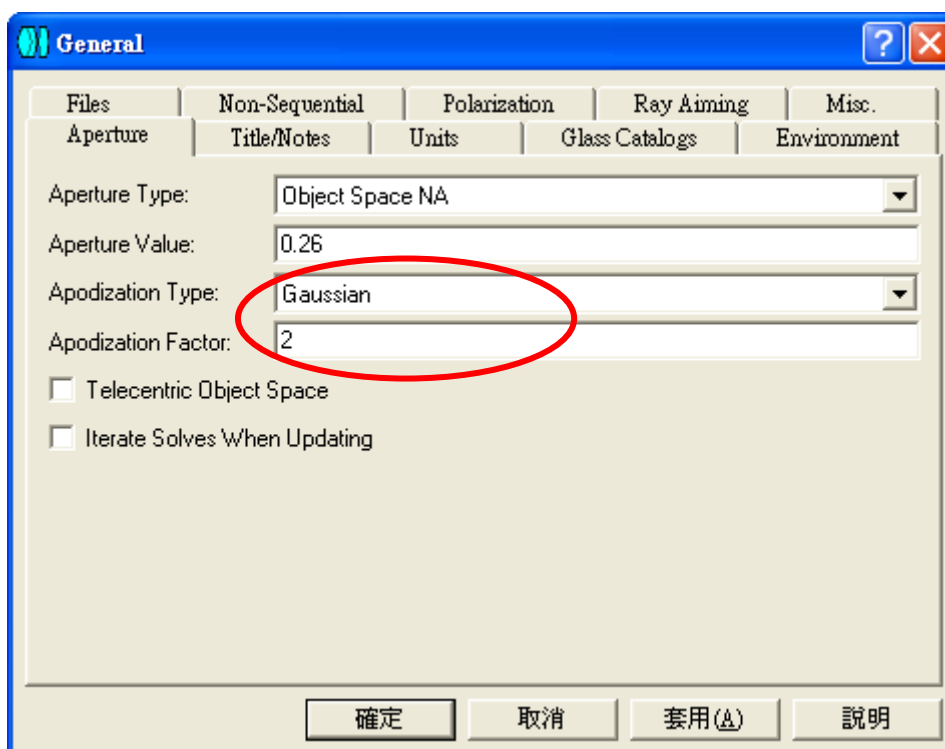 General
Files Non-Sequential Polarization Ray Aiming Misc.
Aperture Title/Notes Units Glass Catalogs Environment
Aperture Type: Object Space NA
Aperture Value: 0.26
Apodization Type: Gaussian
Apodization Factor: 2
Telecentric Object Space
Iterate Solves When Updating
確定 取消 套用(A) 說明